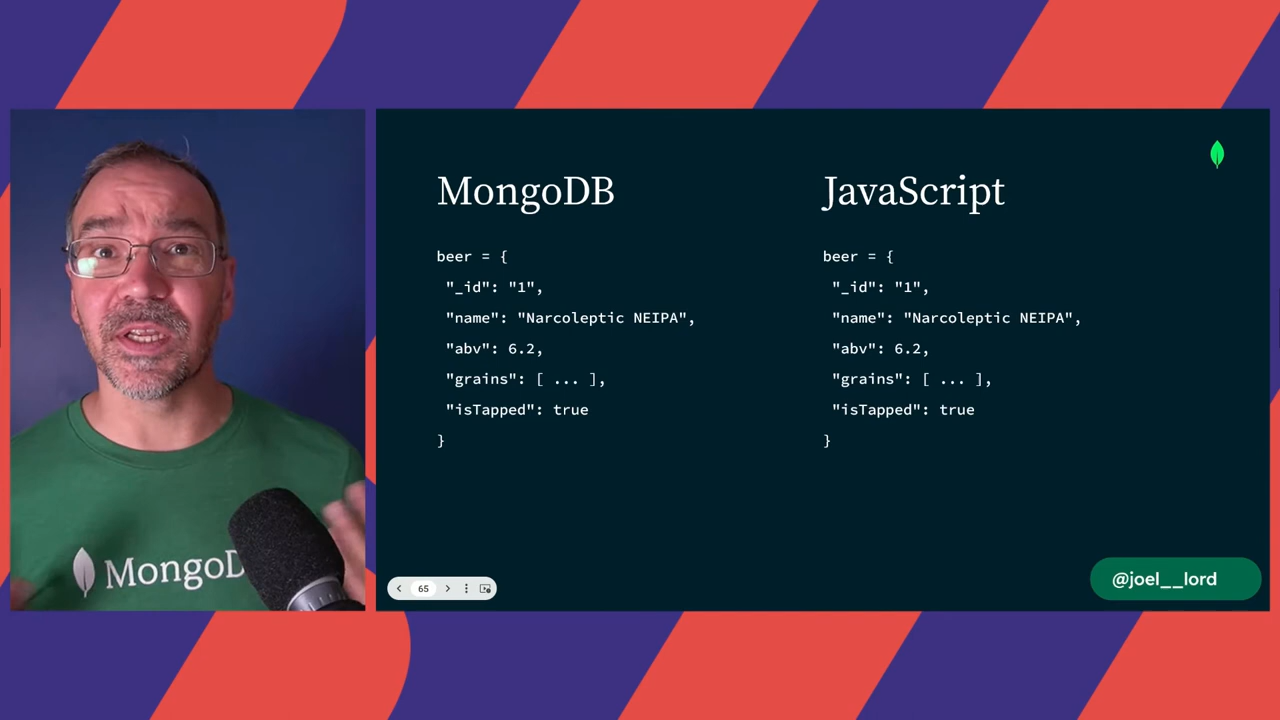 MongoDB
beer = {
"_id": "1",
"name": "Narcoleptic NEIPA",
"abv": 6.2,
"grains": [ ... ],
"isTapped": true
}
JavaScript
beer = {
"_id": "1",
"name": "Narcoleptic NEIPA",
"abv": 6.2,
"grains": [ ... ],
"isTapped": true
}
MongoD
65
@joel__lord